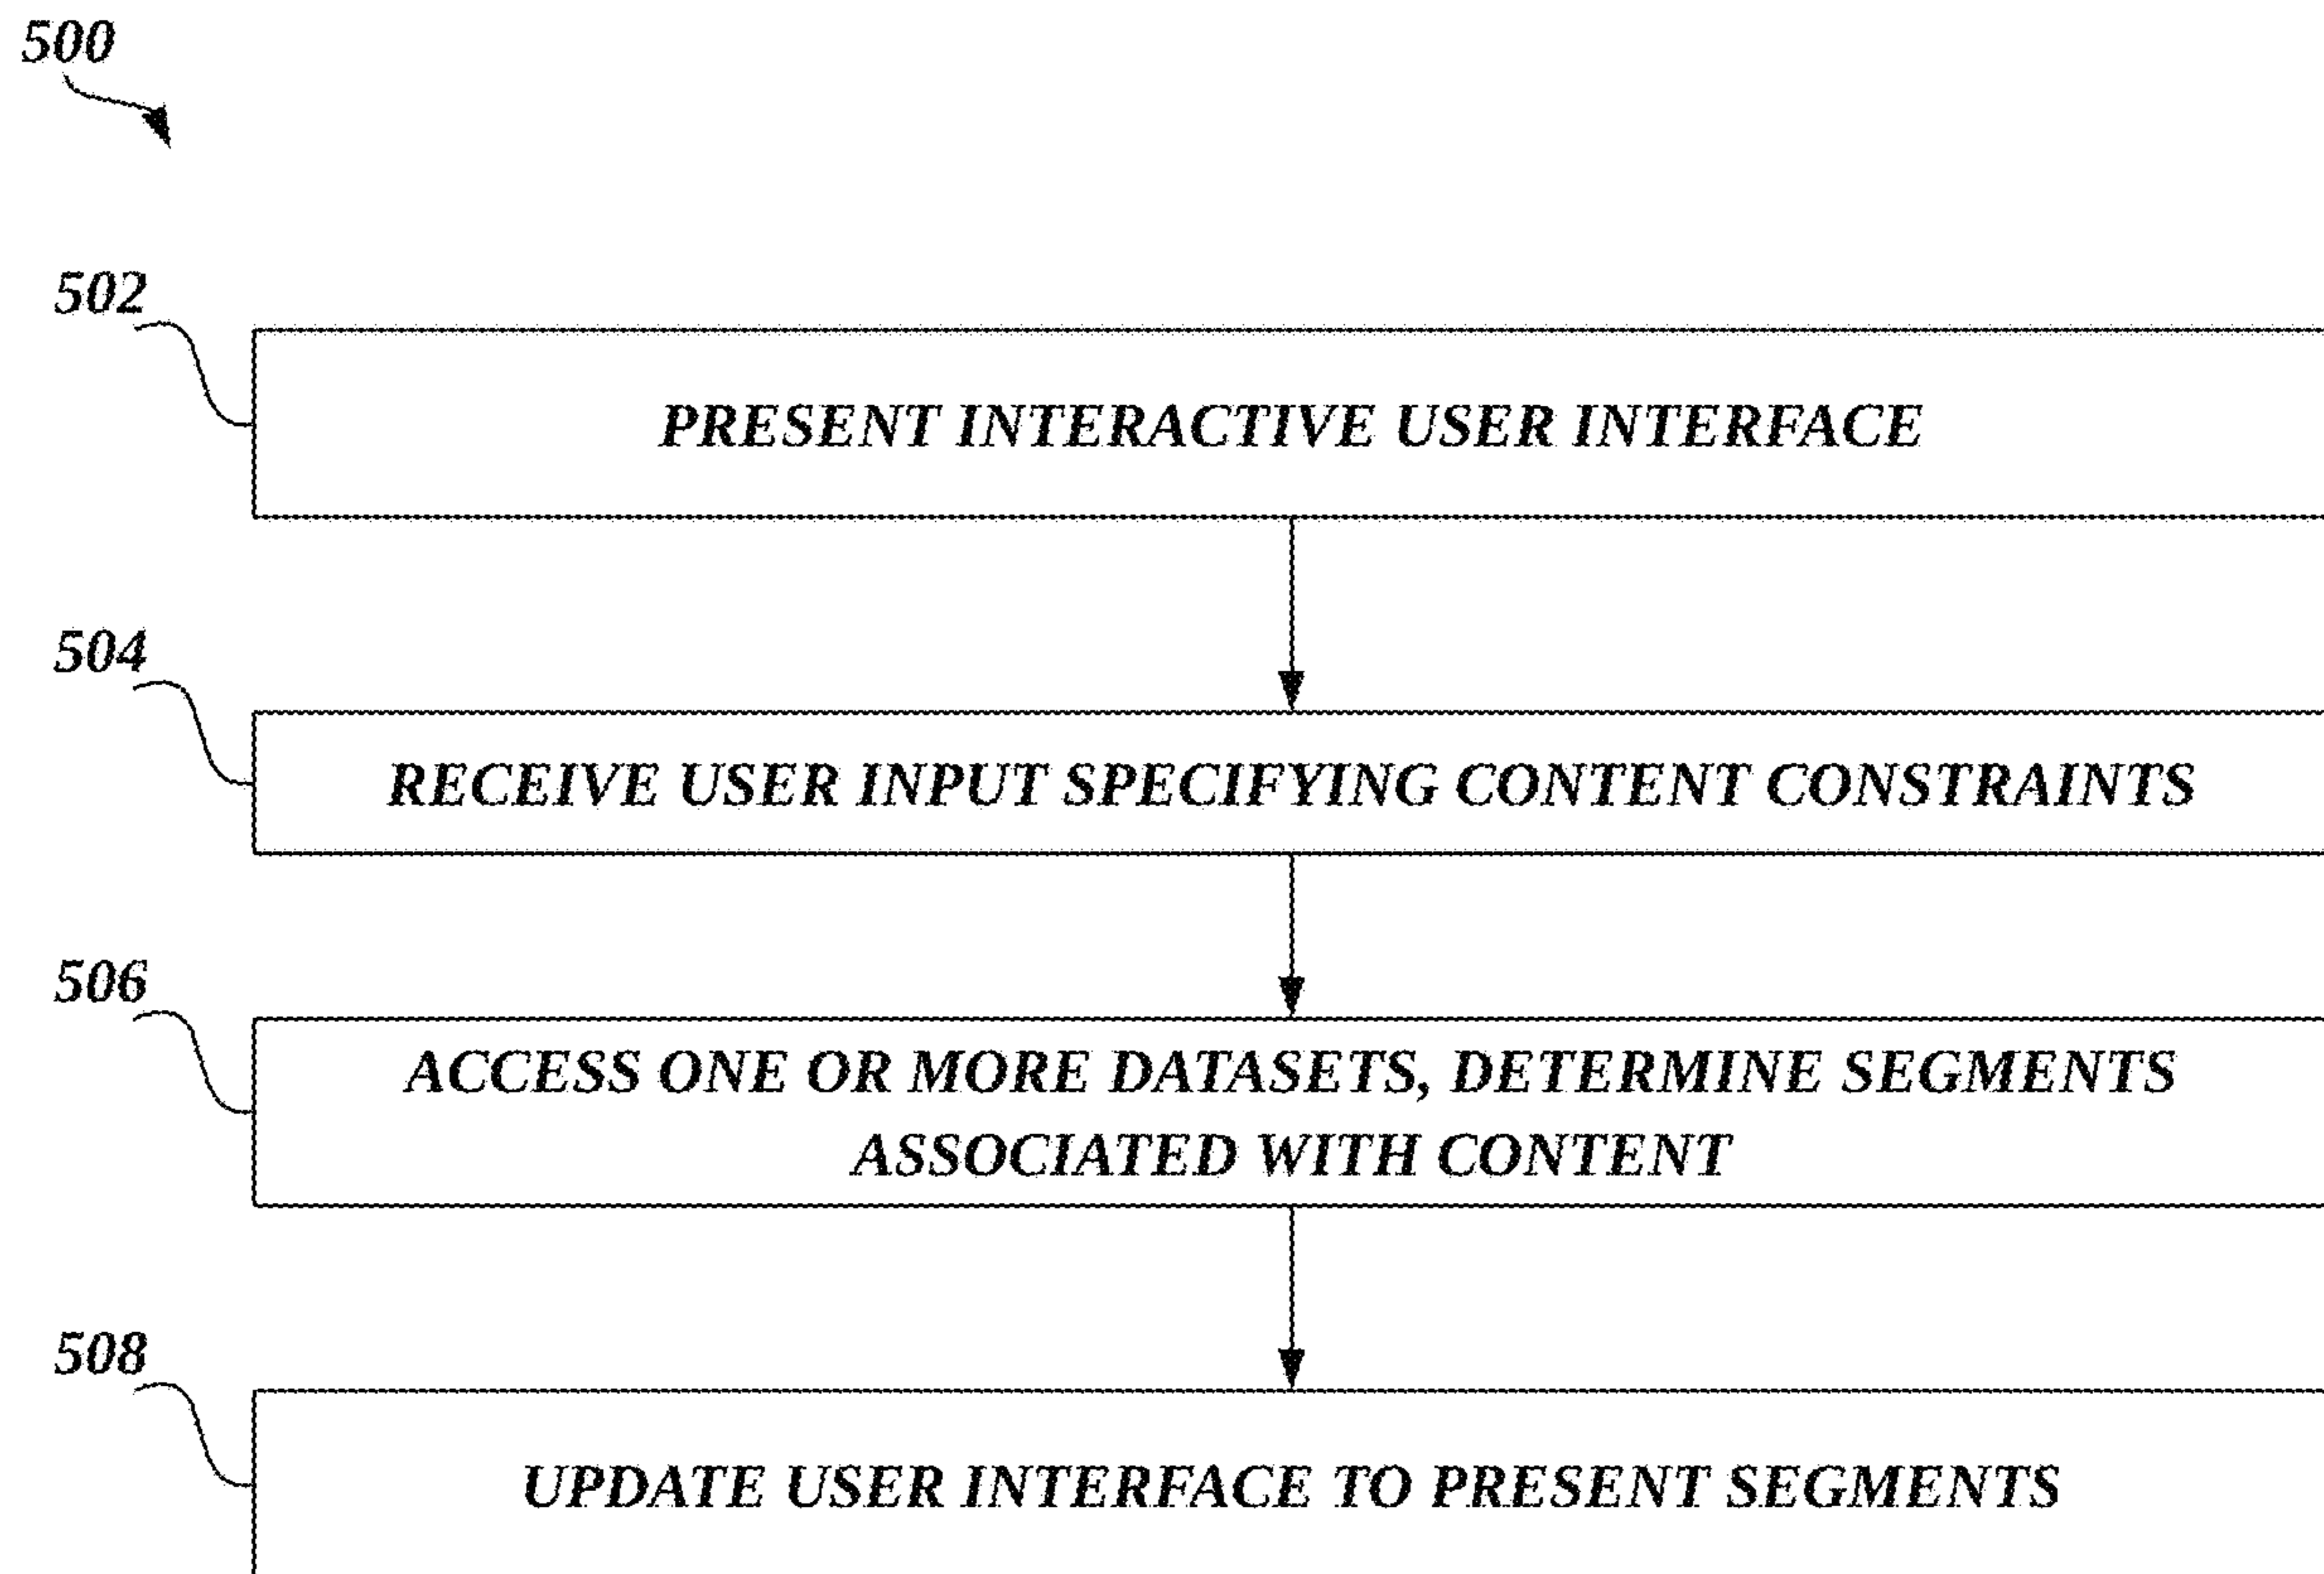 500
502
PRESENT INTERACTIVE USER INTERFACE
504
RECEIVE USER INPUT SPECIFYING CONTENT CONSTRAINTS
506
ACCESS ONE OR MORE DATASETS, DETERMINE SEGMENTS
ASSOCIATED WITH CONTENT
508
UPDATE USER INTERFACE TO PRESENT SEGMENTS